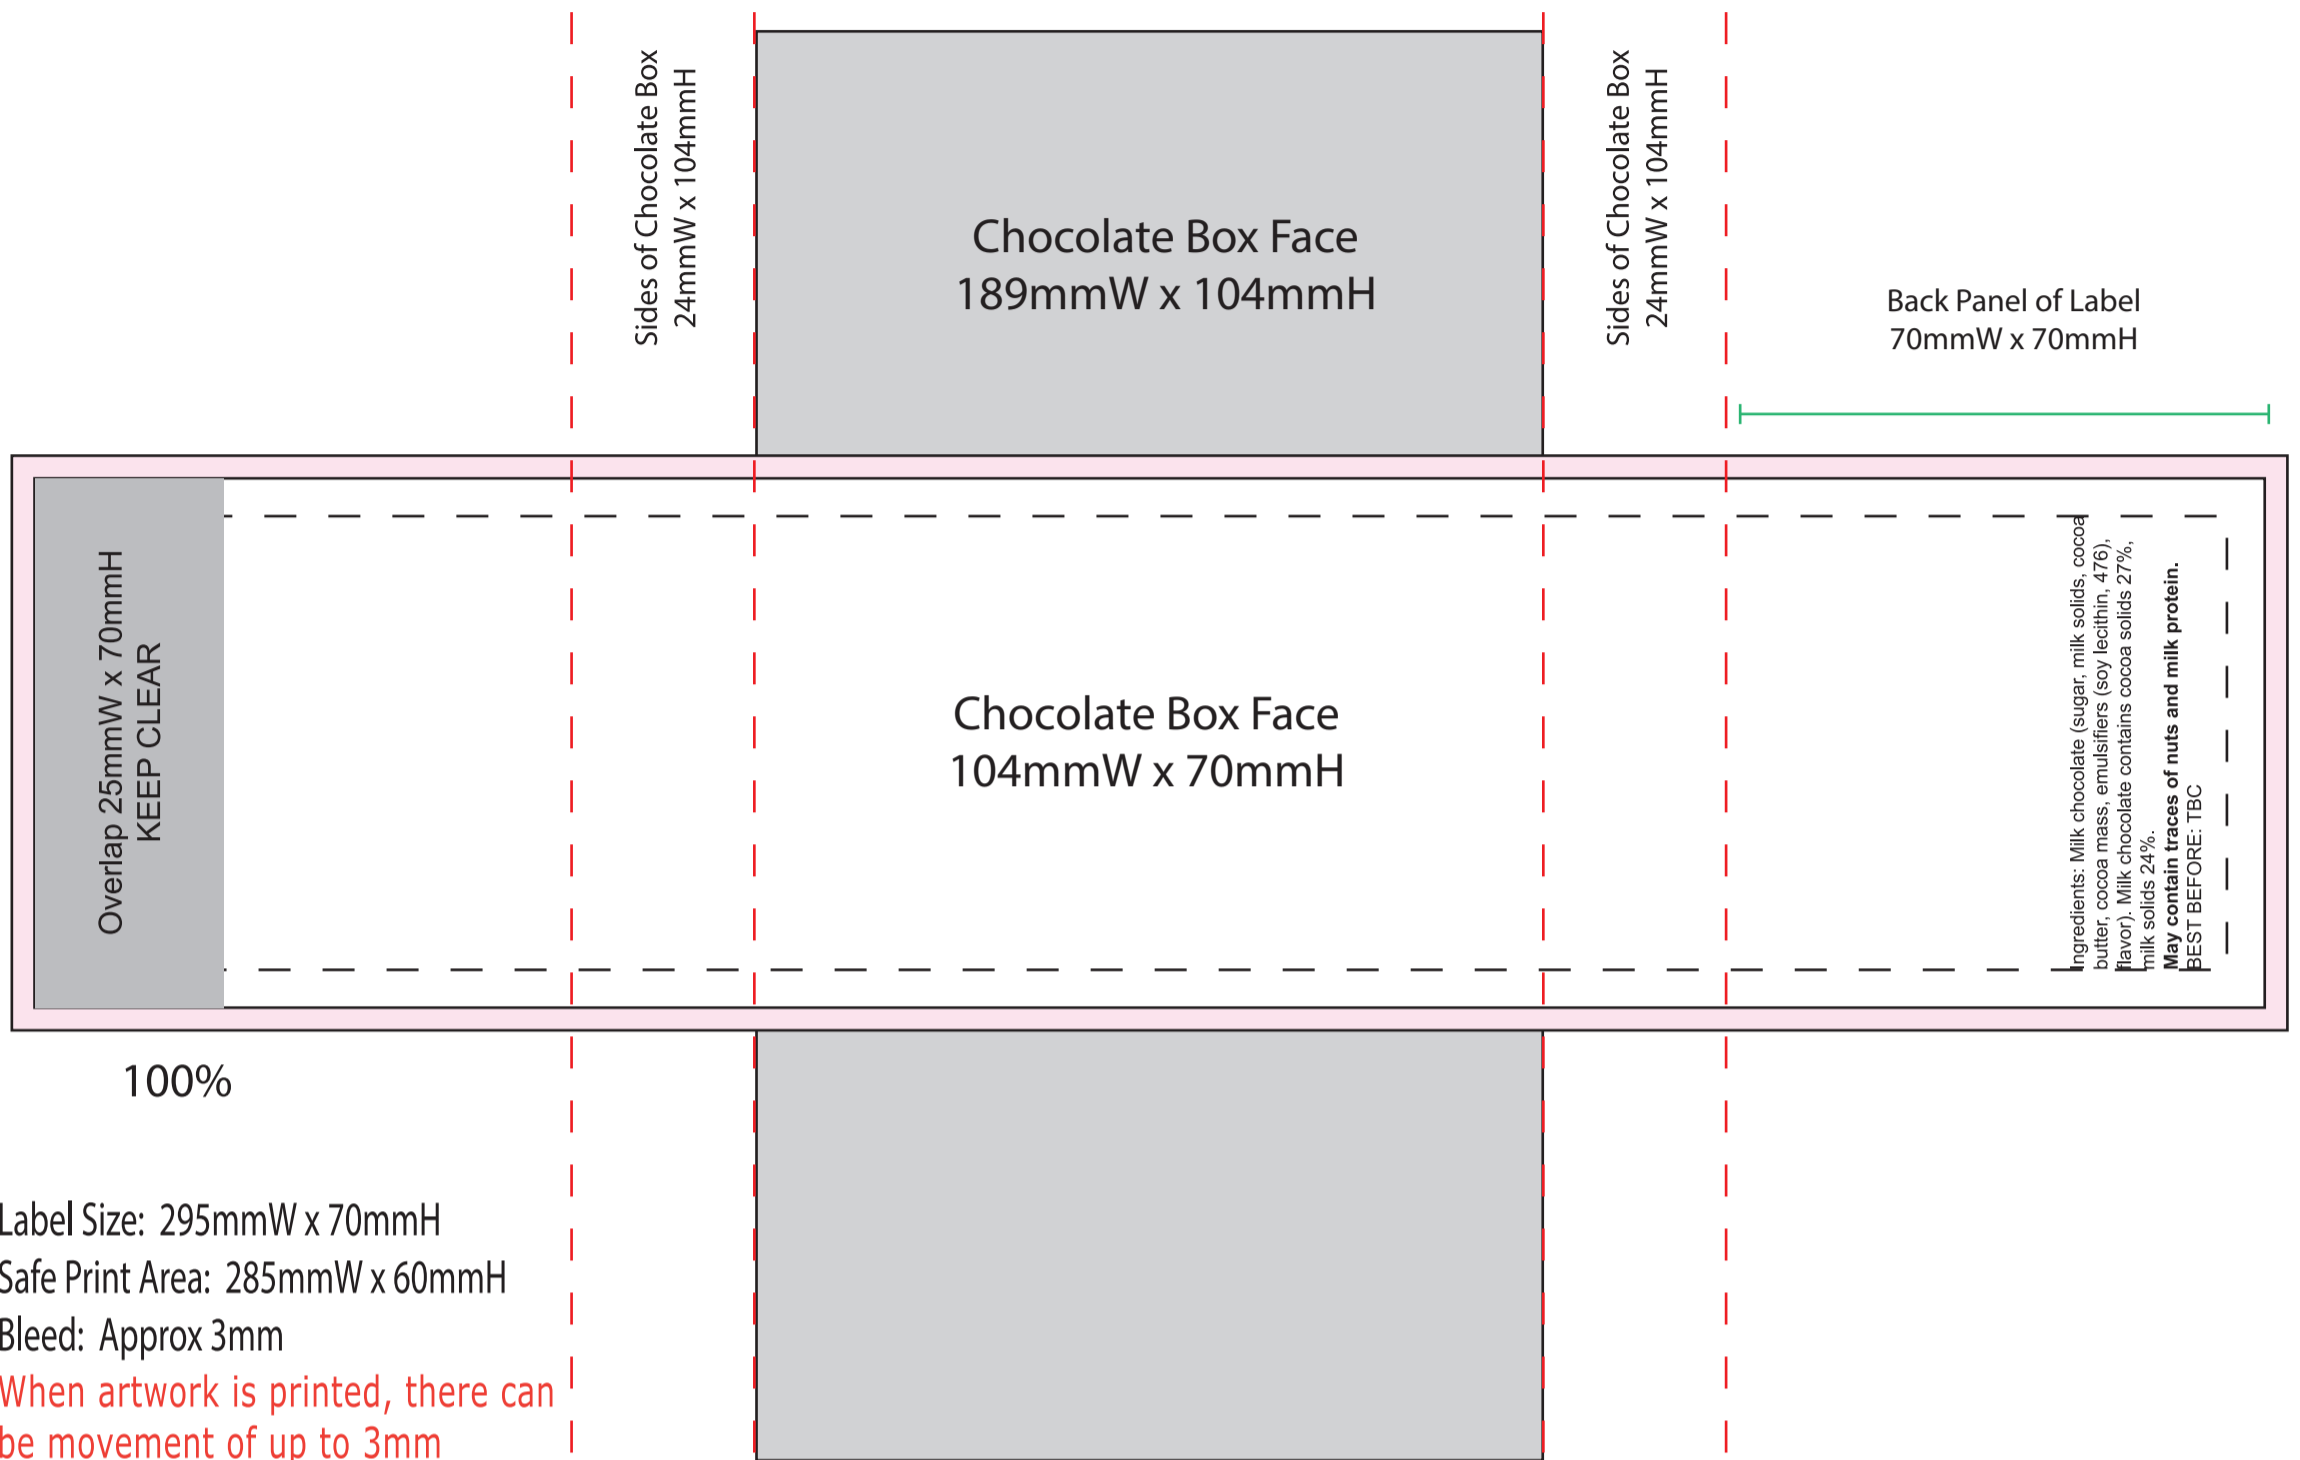 Sides of Chocolate Box
24mmW x 104mmH
Chocolate Box Face
189mmW x 104mmH
Sides of Chocolate Box
24mmW x 104mmH
Back Panel of Label
70mmW x 70mmH
Overlap 25mmW x 70mmH
KEEP CLEAR
Chocolate Box Face
104mmW x 70mmH
Ingredients: Milk chocolate (sugar, milk solids, cocoa
butter, cocoa mass, emulsifiers (soy lecithin, 476),
flavor). Milk chocolate contains cocoa solids 27%,
milk solids 24%.
May contain traces of nuts and milk protein.
BEST BEFORE: TBC
100%
Label Size: 295mmW x 70mmH
Safe Print Area: 285mmW x 60mmH
Bleed: Approx 3mm
When artwork is printed, there can
be movement of up to 3mm